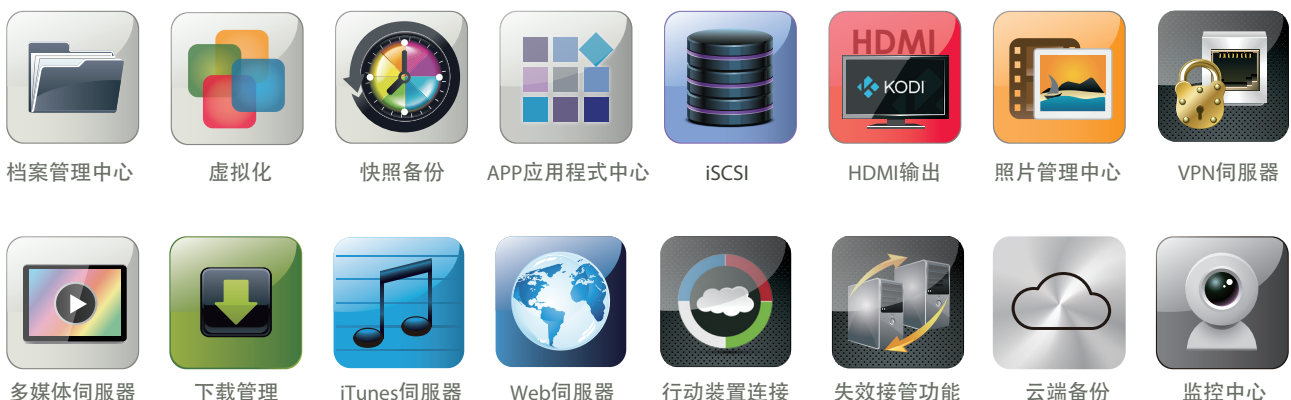 HDMI
KODI
档案管理中心
虚拟化
快照备份
APP应用程式中心
iSCSI
HDMI输出
照片管理中心
VPN伺服器
多媒体伺服器
下载管理
iTunes伺服器
Web伺服器
行动装置连接
失效接管功能
云端备份
监控中心